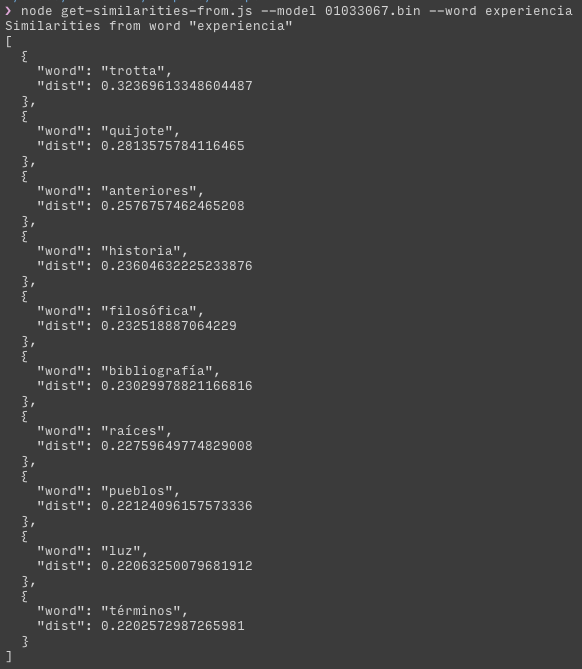 ❯ node get-similarities-from.js --model 01033067.bin --word experiencia
Similarities from word "experiencia"
[
  {
    "word": "trotta",
    "dist": 0.32369613348604487
  },
  {
    "word": "quijote",
    "dist": 0.2813575784116465
  },
  {
    "word": "anteriores",
    "dist": 0.2576757462465208
  },
  {
    "word": "historia",
    "dist": 0.23604632225233876
  },
  {
    "word": "filosófica",
    "dist": 0.232518887064229
  },
  {
    "word": "bibliografía",
    "dist": 0.23029978821166816
  },
  {
    "word": "raíces",
    "dist": 0.22759649774829008
  },
  {
    "word": "pueblos",
    "dist": 0.22124096157573336
  },
  {
    "word": "luz",
    "dist": 0.22063250079681912
  },
  {
    "word": "términos",
    "dist": 0.2202572987265981
  }
]